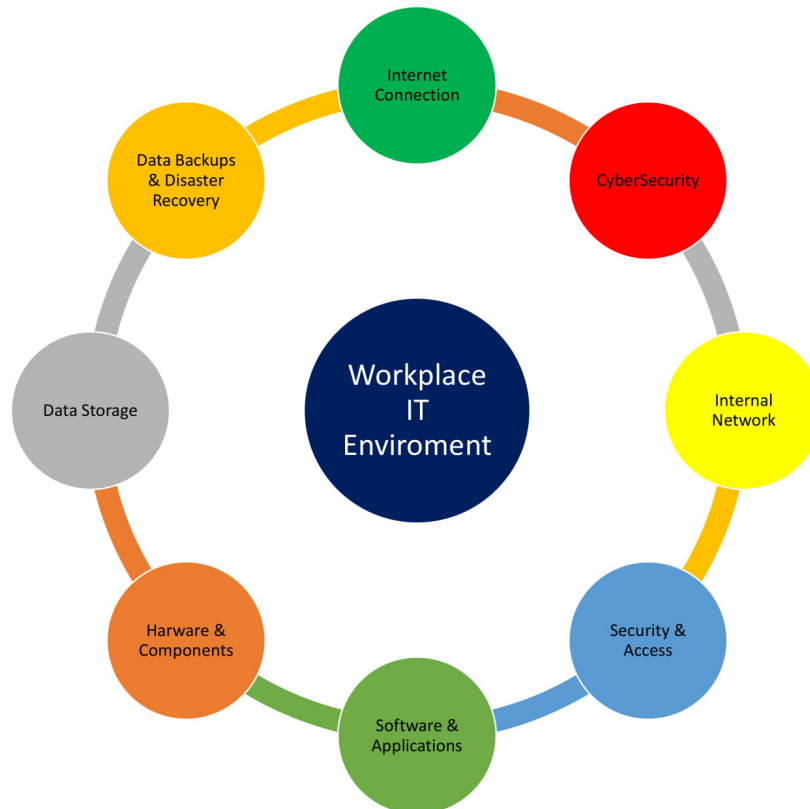 Internet
Connection
CyberSecurity
Data Backups
& Disaster
Recovery
Workplace
IT
Enviroment
Data Storage
Internal
Network
Harware &
Components
Security &
Access
Software &
Applications